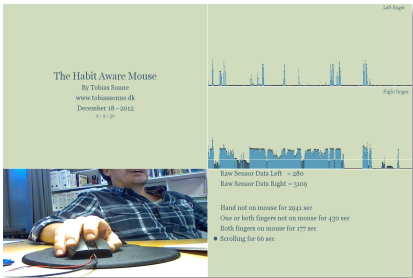 The Habit Aware Mouse
By Tobias Sonne
www.tobiassonne.dk
December 18 - 2012
Left finger
Right finger
Raw Sensor Data Left = 280
Raw Sensor Data Right = 3109
Hand not on mouse for 2941 sec
One or both fingers not on mouse for 430 sec
Both fingers on mouse for 177 sec
Scrolling for 66 sec